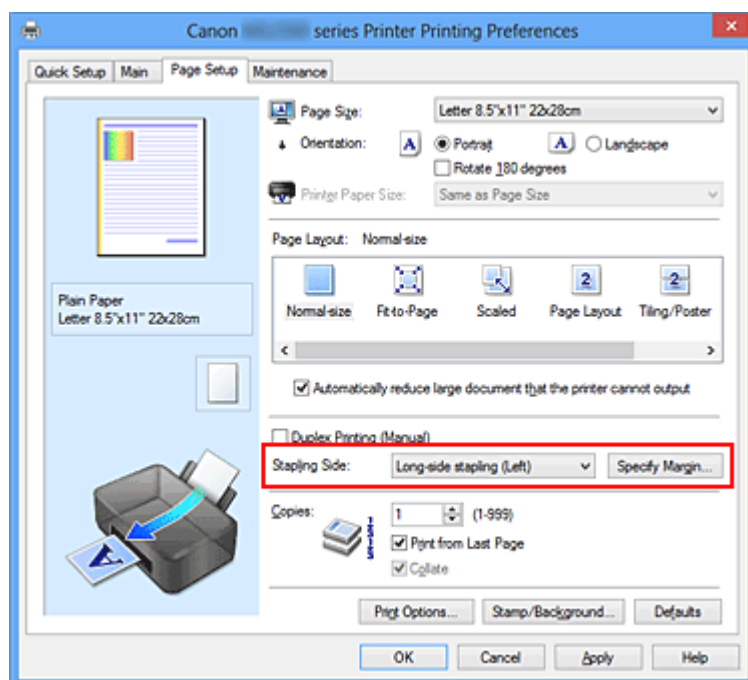 Canon series Printer Printing Preferences
Quick Setup Main Page Setup Maintenance
Page Size: Letter 8.5"x11" 22x28cm
Orientation: A Portrait A Landscape
Rotate 180 degrees
Printer Paper Size: Same as Page Size
Page Layout: Normal-size
2 2
Normal-size Fit-to-Page Scaled Page Layout Tiling/Poster
Plain Paper
Letter 8.5"x11" 22x28cm
Automatically reduce large document that the printer cannot output
Duplex Printing (Manual)
Stapling Side: Long-side stapling (Left) Specify Margin...
Copies: 1 (1-999)
Print from Last Page
Collate
A
Print Options... Stamp/Background... Defaults
OK Cancel Apply Help